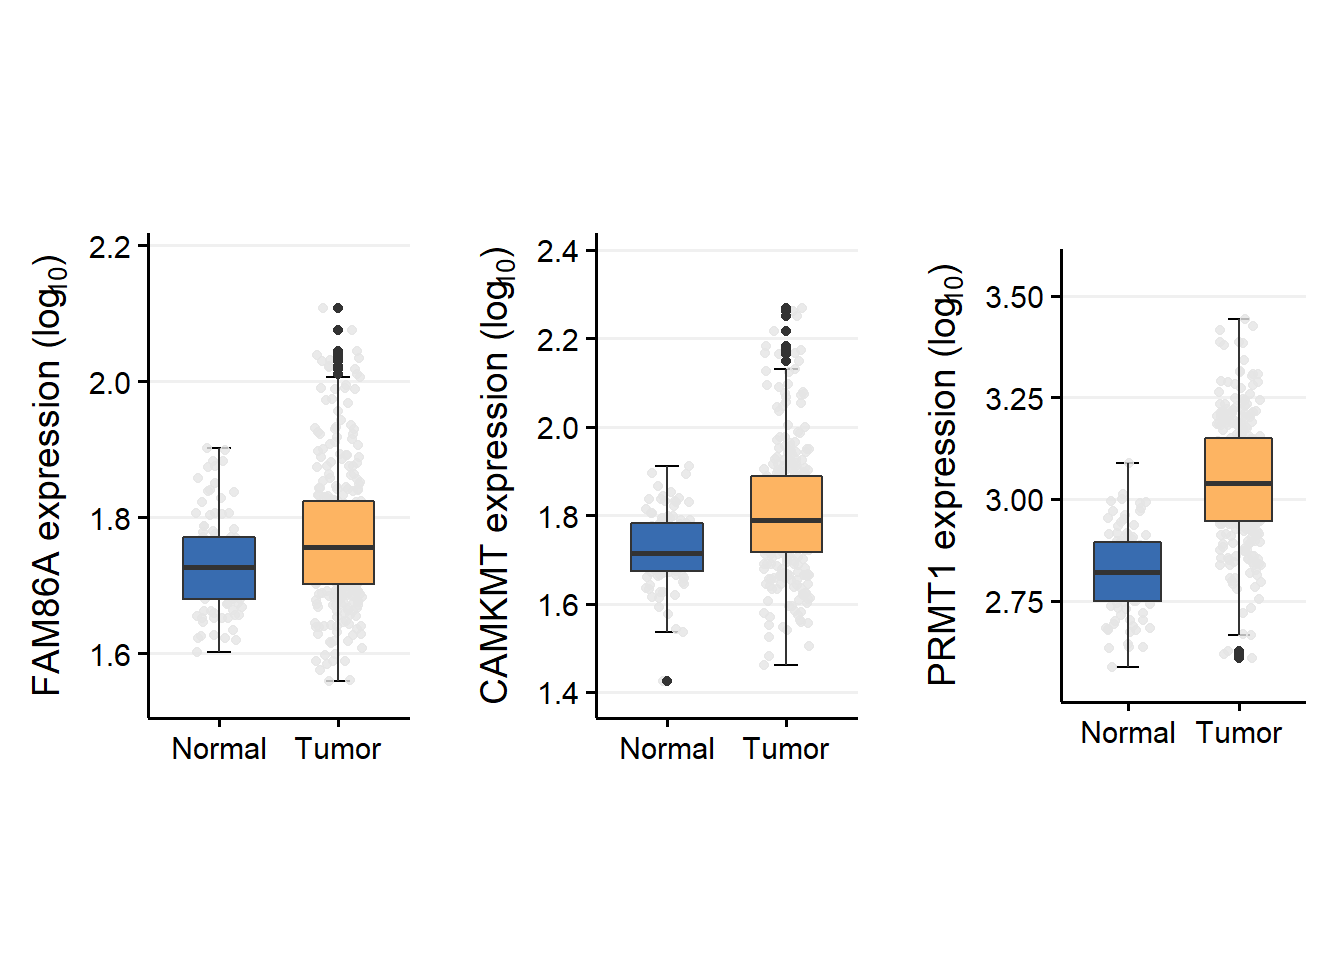 FAM86A expression (log10)
2.2
2.0
1.8
1.6
Normal Tumor
CAMKMT expression (log10)
2.4
2.2
2.0
1.8
1.6
1.4
Normal Tumor
PRMT1 expression (log10)
3.50
3.25
3.00
2.75
Normal Tumor